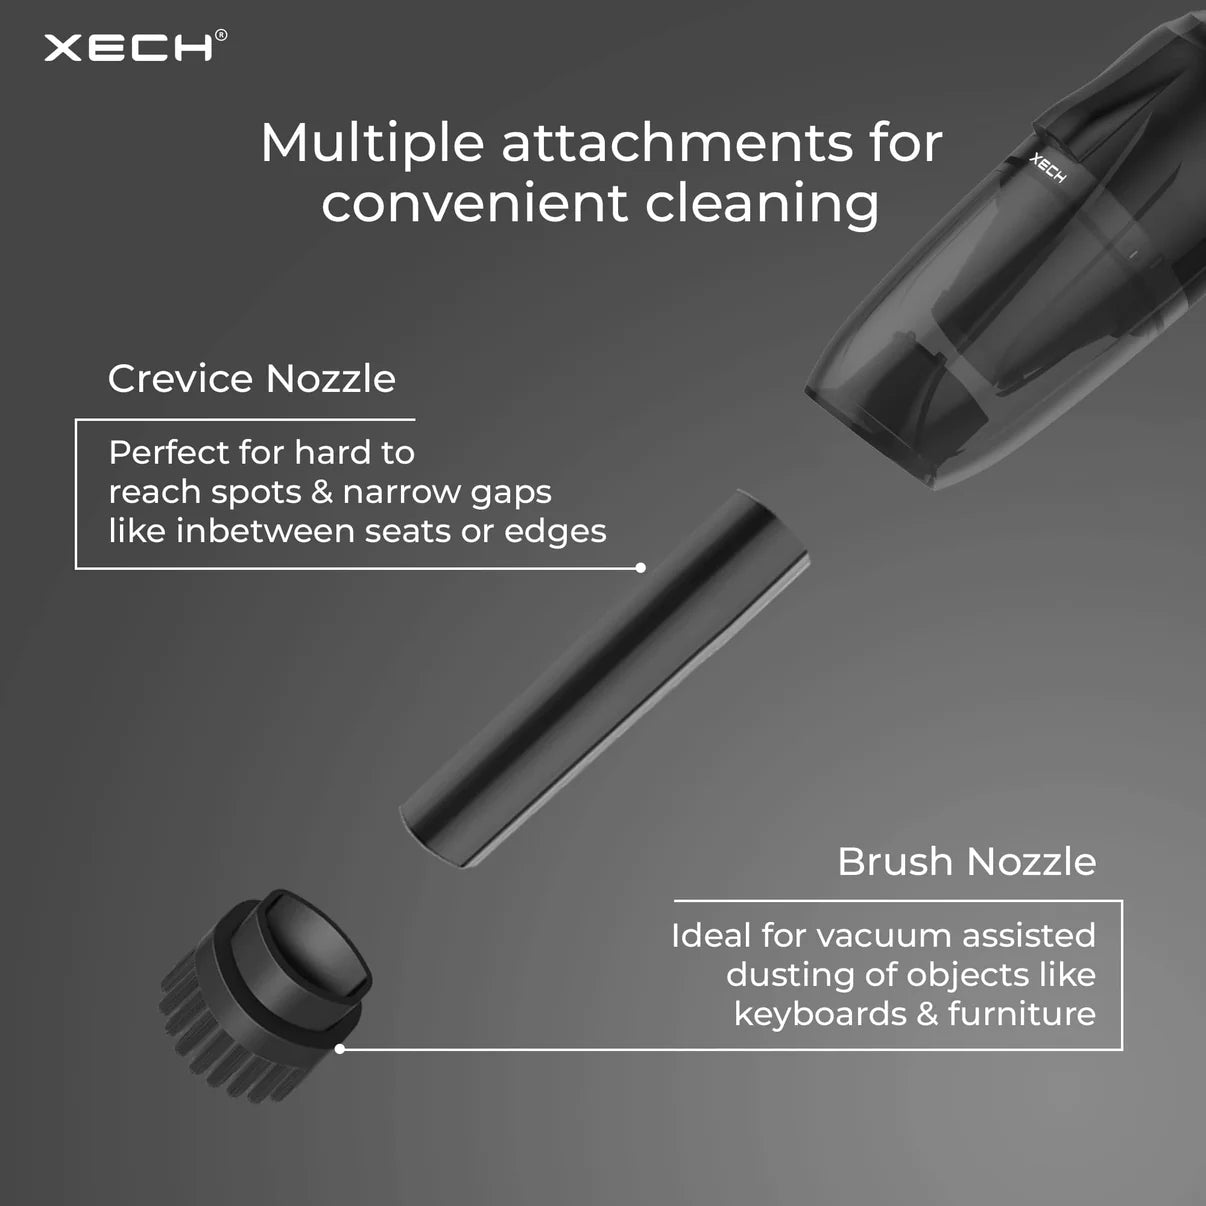 XECH®
Multiple attachments for
convenient cleaning
XECH
Crevice Nozzle
Perfect for hard to
reach spots & narrow gaps
like inbetween seats or edges
Brush Nozzle
Ideal for vacuum assisted
dusting of objects like
keyboards & furniture